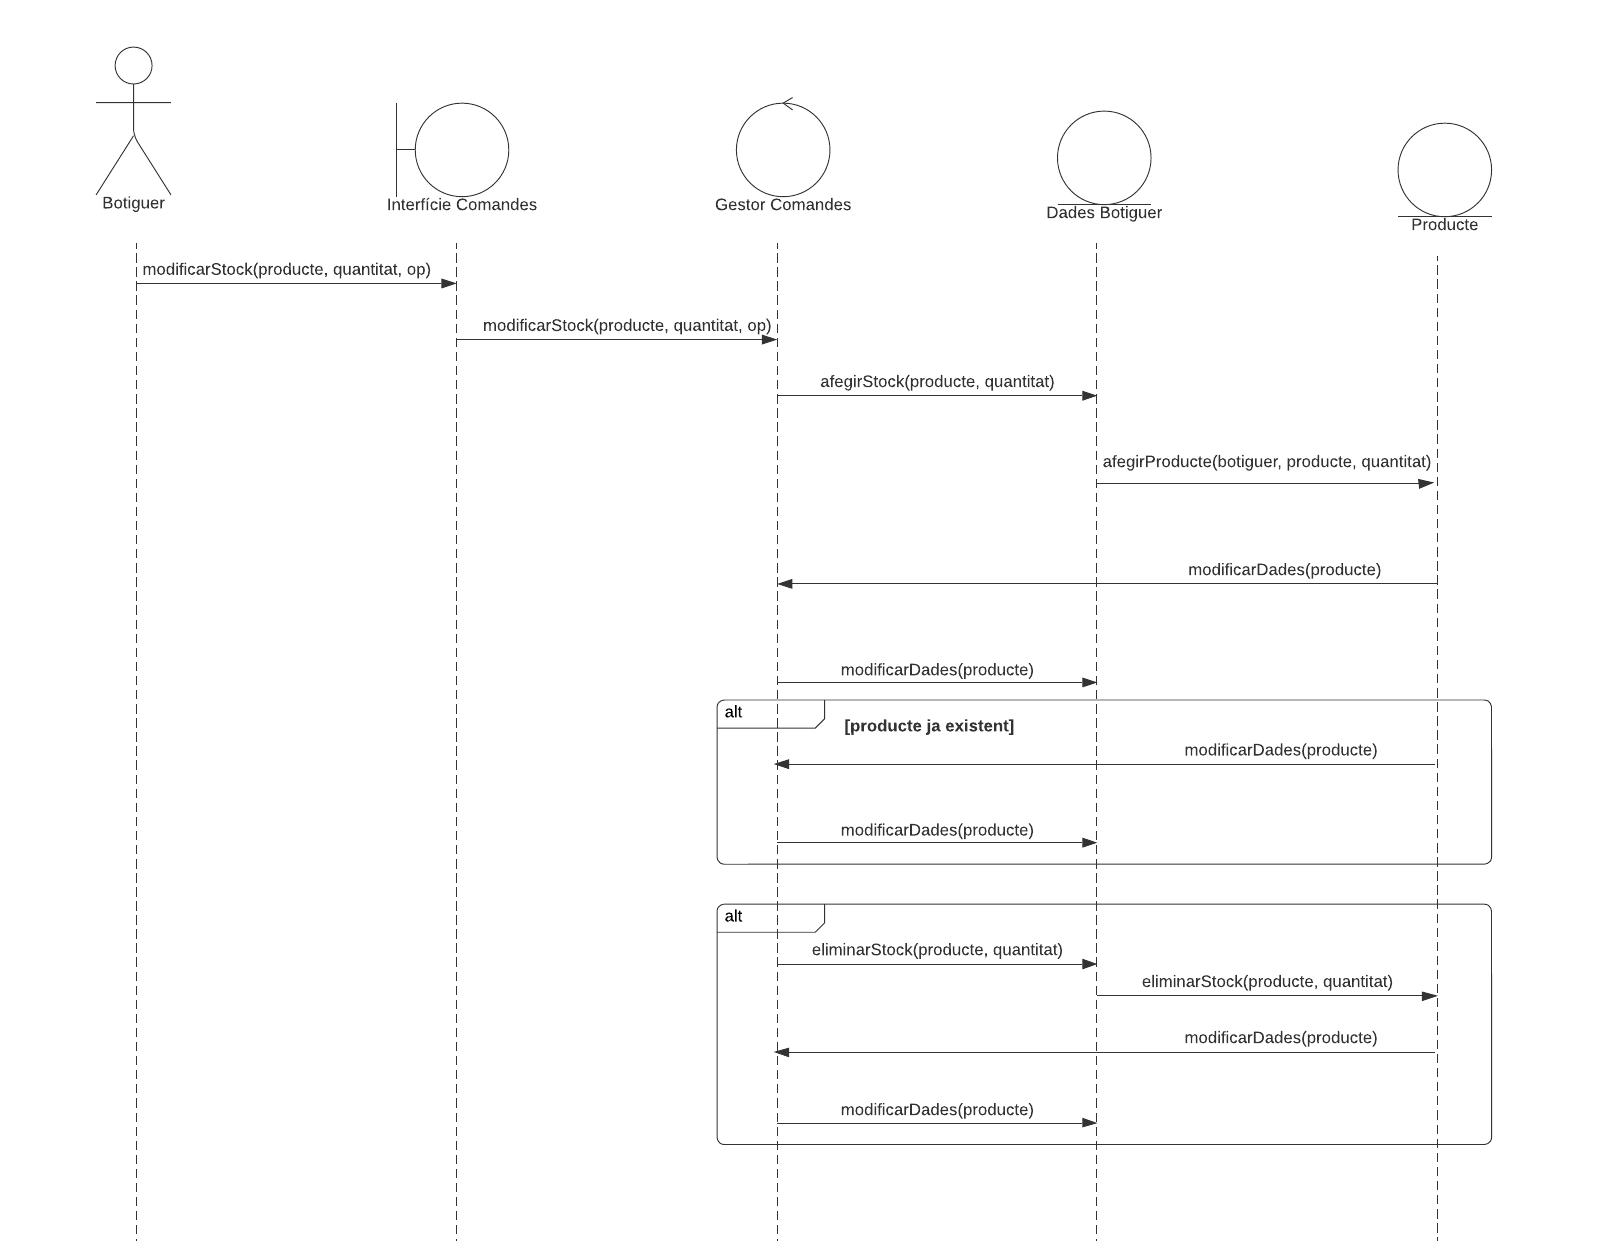 Botiguer
Interfície Comandes
Gestor Comandes
Dades Botiguer
Producte
modificarStock(producte, quantitat, op)
modificarStock(producte, quantitat, op)
afegirStock(producte, quantitat)
afegirProducte(botiguer, producte, quantitat)
modificarDades(producte)
modificarDades(producte)
alt
[producte ja existent]
modificarDades(producte)
modificarDades(producte)
alt
eliminarStock(producte, quantitat)
eliminarStock(producte, quantitat)
modificarDades(producte)
modificarDades(producte)